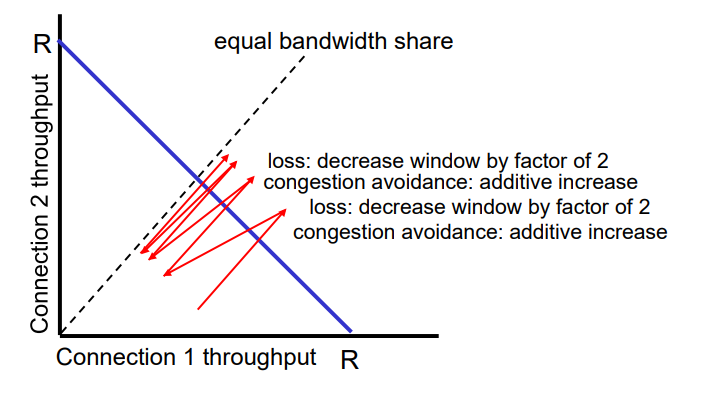 R
equal bandwidth share
Connection 2 throughput
loss: decrease window by factor of 2
congestion avoidance: additive increase
loss: decrease window by factor of 2
congestion avoidance: additive increase
Connection 1 throughput
R